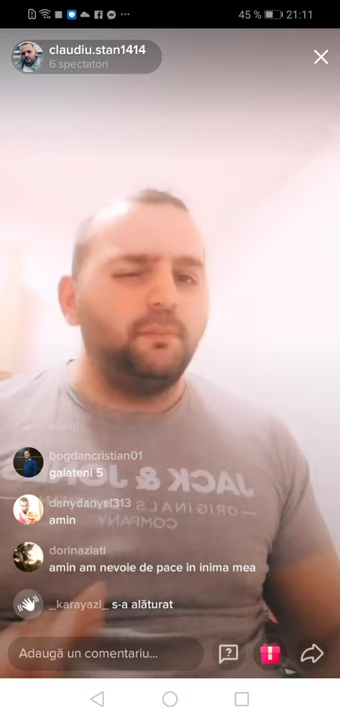 45 % 21:11
claudiu.stan1414
6 spectatori
bogdancristian01
galateni 5
danydanyel313
amin
dorinazlati
amin am nevoie de pace in inima mea
_karayazi_ s-a alăturat
JACK & JONES
— ORIGINALS —
COMPANY
Adaugă un comentariu...